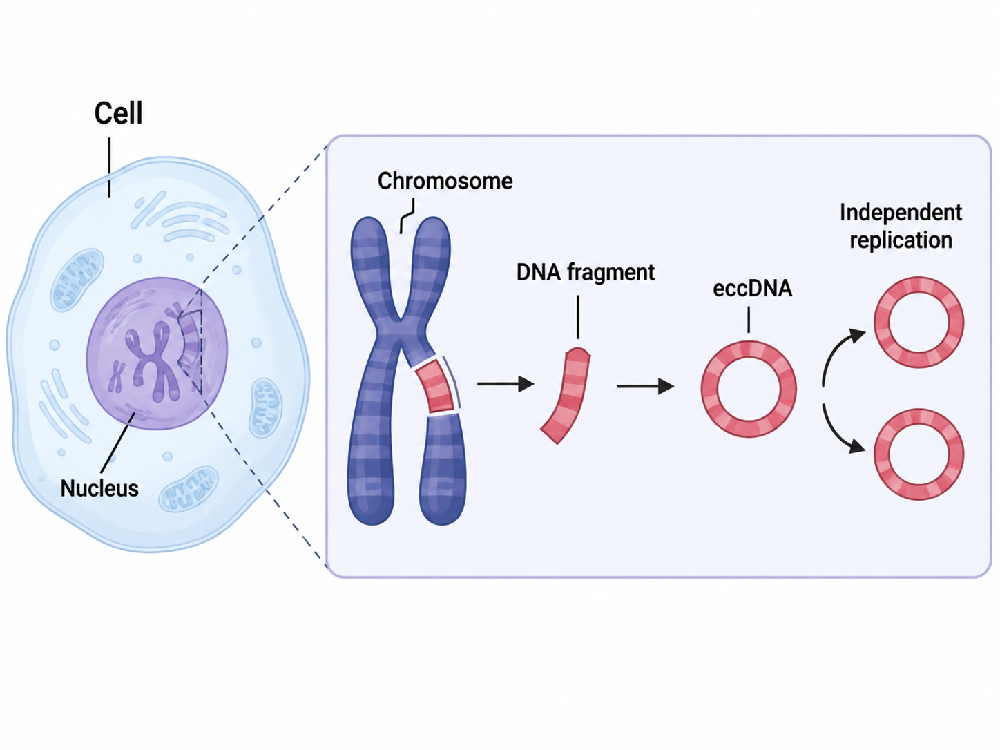 Cell
Chromosome
Independent
replication
DNA fragment
eccDNA
Nucleus